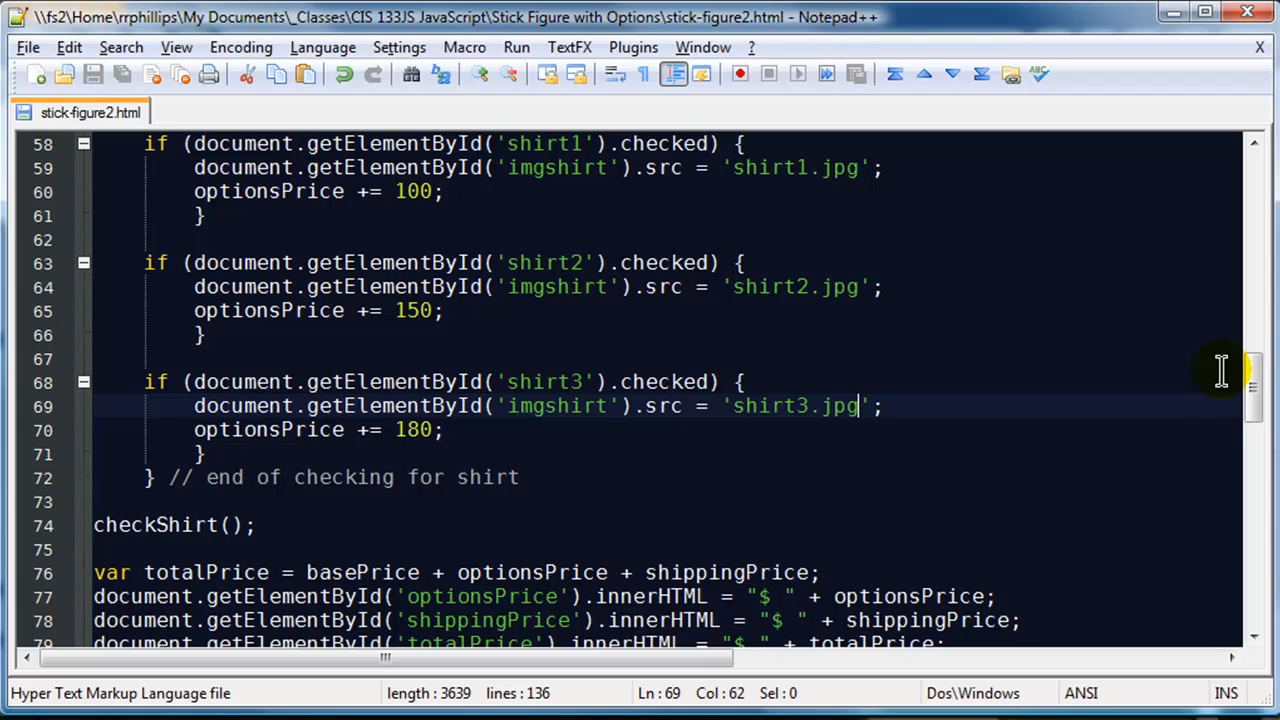 \\fs2\Home\rrphillips\My Documents\_Classes\CIS 133JS JavaScript\Stick Figure with Options\stick-figure2.html - Notepad++
File Edit Search View Encoding Language Settings Macro Run TextFX Plugins Window ? X
stick-figure2.html
58 if (document.getElementById('shirt1').checked) {
59 document.getElementById('imgshirt').src = 'shirt1.jpg';
60 optionsPrice += 100;
61 }
62
63 if (document.getElementById('shirt2').checked) {
64 document.getElementById('imgshirt').src = 'shirt2.jpg';
65 optionsPrice += 150;
66 }
67
68 if (document.getElementById('shirt3').checked) {
69 document.getElementById('imgshirt').src = 'shirt3.jpg';
70 optionsPrice += 180;
71 }
72 } // end of checking for shirt
73
74 checkShirt();
75
76 var totalPrice = basePrice + optionsPrice + shippingPrice;
77 document.getElementById('optionsPrice').innerHTML = "$ " + optionsPrice;
78 document.getElementById('shippingPrice').innerHTML = "$ " + shippingPrice;
79 document.getElementById('totalPrice').innerHTML = "$ " + totalPrice;
Hyper Text Markup Language file length : 3639 lines : 136 Ln : 69 Col : 62 Sel : 0 Dos\Windows ANSI INS